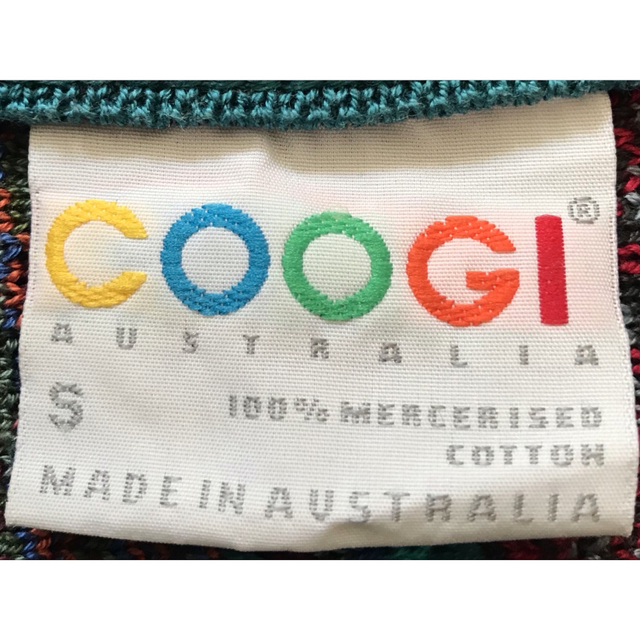 COOGI®
AUSTRALIA
S 100% MERCERISED
COTTON
MADE IN AUSTRALIA